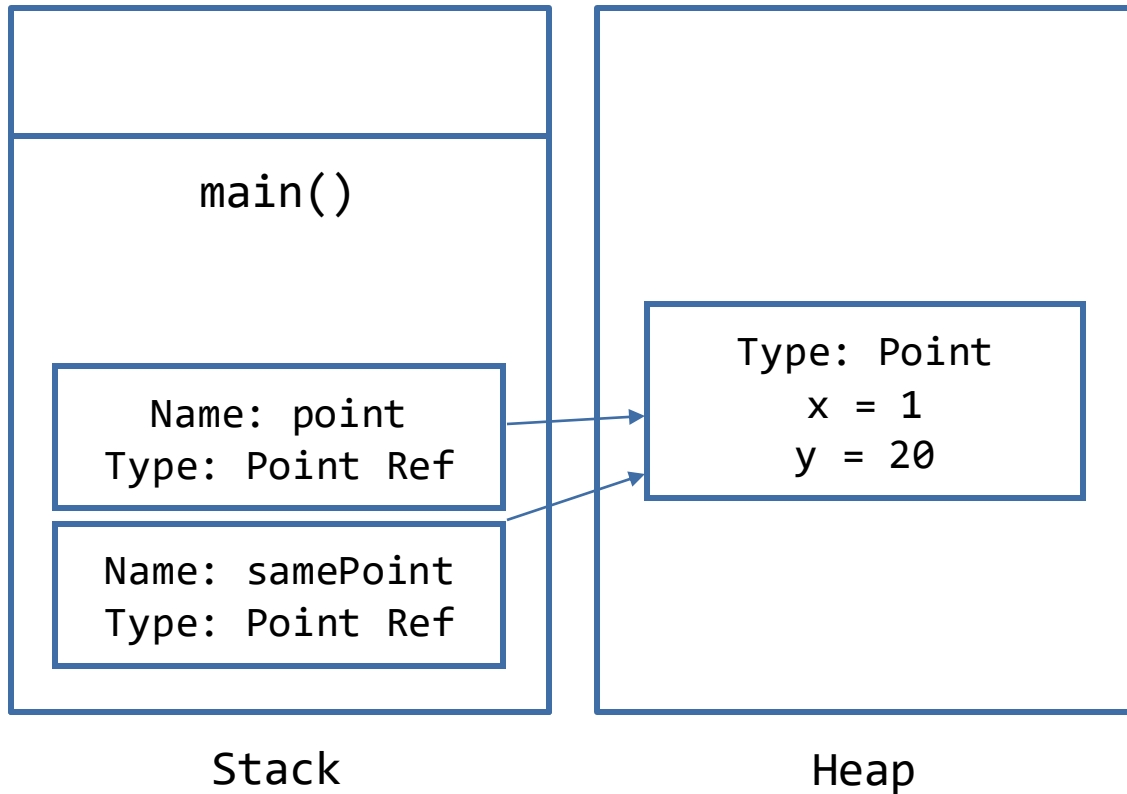 main()
Name: point
Type: Point Ref
Name: samePoint
Type: Point Ref
Type: Point
x = 1
y = 20
Stack
Heap